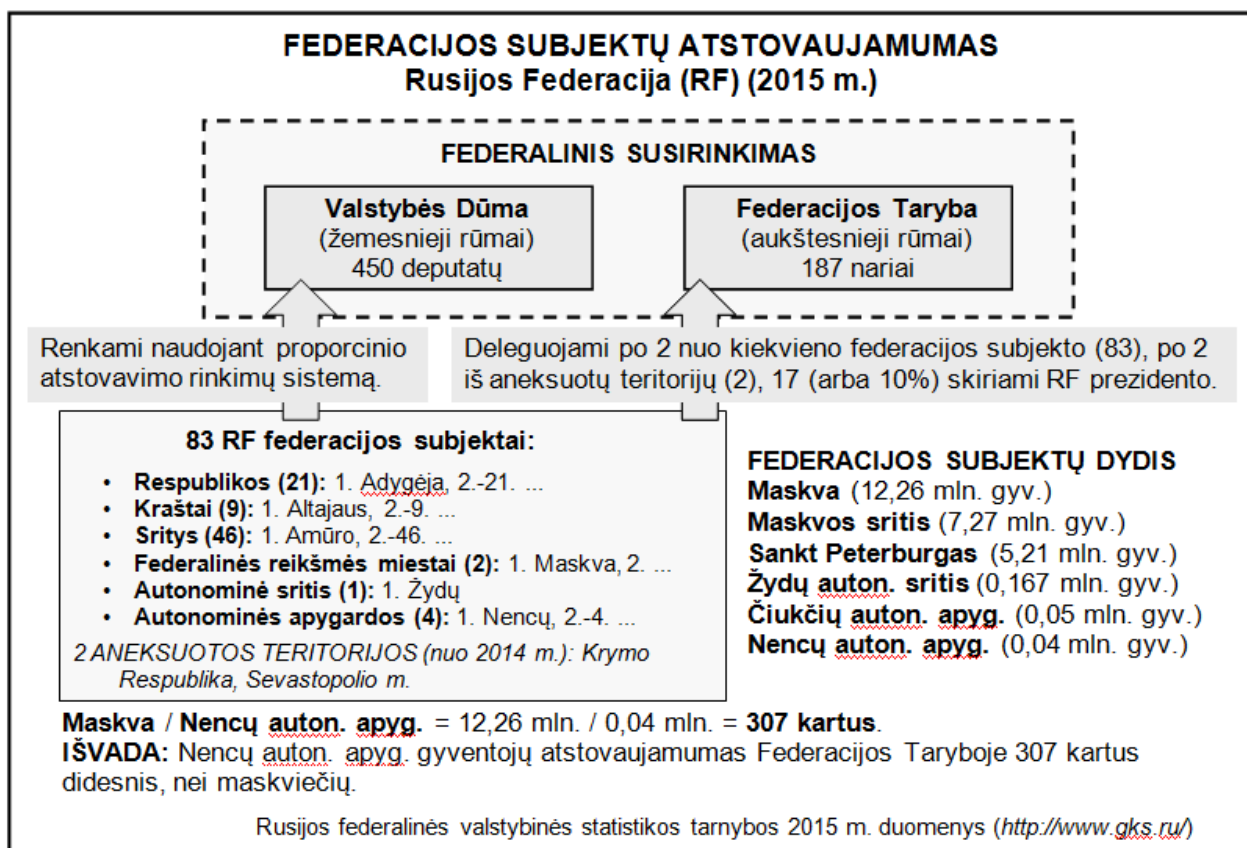 FEDERACIJOS SUBJEKTŲ ATSTOVAUJAMUMAS
Rusijos Federacija (RF) (2015 m.)
FEDERALINIS SUSIRINKIMAS
Valstybės Dūma
(žemesnieji rūmai)
450 deputatų
Federacijos Taryba
(aukštesnieji rūmai)
187 nariai
Renkami naudojant proporcinio
atstovavimo rinkimų sistemą.
Deleguojami po 2 nuo kiekvieno federacijos subjekto (83), po 2
iš aneksuotų teritorijų (2), 17 (arba 10%) skiriami RF prezidento.
83 RF federacijos subjektai:
• Respublikos (21): 1. Adygėja, 2.-21. ...
• Kraštai (9): 1. Altajaus, 2.-9. ...
• Sritys (46): 1. Amūro, 2.-46. ...
• Federalinės reikšmės miestai (2): 1. Maskva, 2. ...
• Autonominė sritis (1): 1. Žydų
• Autonominės apygardos (4): 1. Nencų, 2.-4. ...
2 ANEKSUOTOS TERITORIJOS (nuo 2014 m.): Krymo
Respublika, Sevastopolio m.
FEDERACIJOS SUBJEKTŲ DYDIS
Maskva (12,26 mln. gyv.)
Maskvos sritis (7,27 mln. gyv.)
Sankt Peterburgas (5,21 mln. gyv.)
Žydų auton. sritis (0,167 mln. gyv.)
Čiukčių auton. apyg. (0,05 mln. gyv.)
Nencų auton. apyg. (0,04 mln. gyv.)
Maskva / Nencų auton. apyg. = 12,26 mln. / 0,04 mln. = 307 kartus.
IŠVADA: Nencų auton. apyg. gyventojų atstovaujamumas Federacijos Taryboje 307 kartus
didesnis, nei maskviečių.
Rusijos federalinės valstybinės statistikos tarnybos 2015 m. duomenys (http://www.gks.ru/)